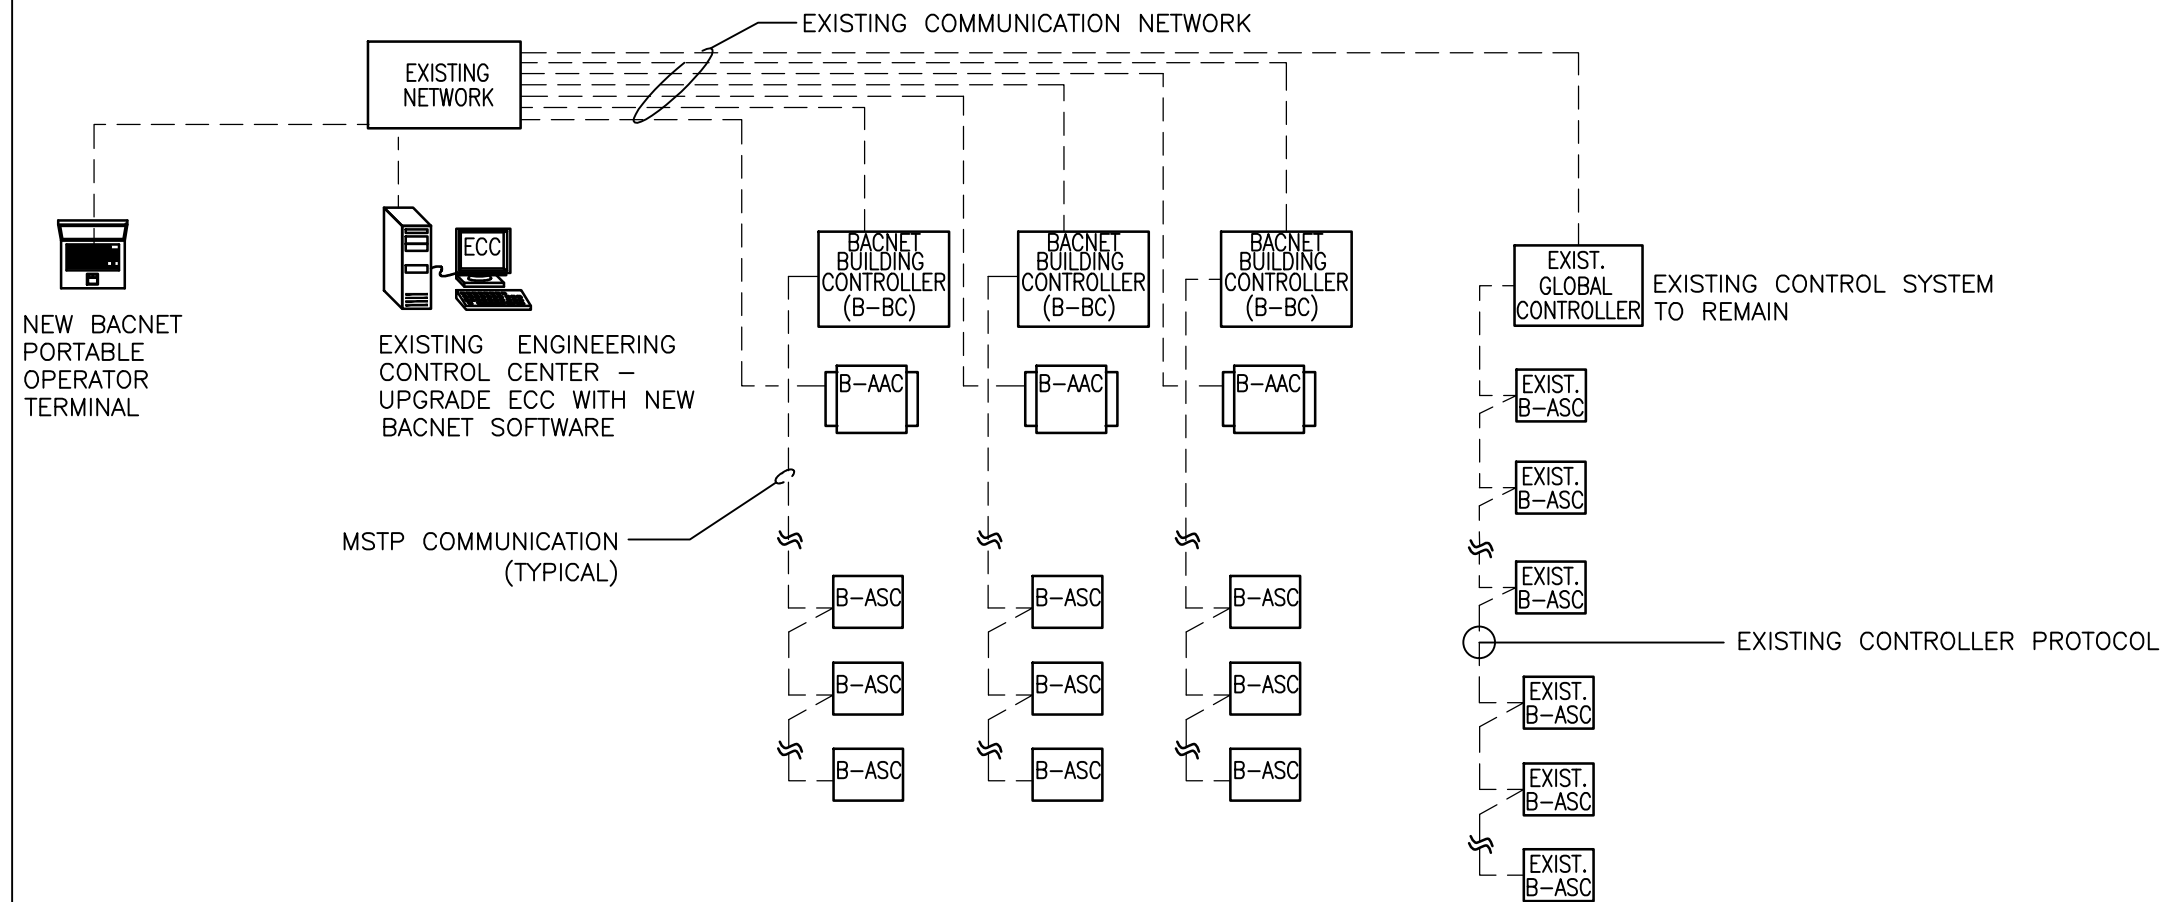 EXISTING COMMUNICATION NETWORK
EXISTING
NETWORK
ECC
NEW BACNET
PORTABLE
OPERATOR
TERMINAL
EXISTING ENGINEERING
CONTROL CENTER –
UPGRADE ECC WITH NEW
BACNET SOFTWARE
BACNET
BUILDING
CONTROLLER
(B-BC)
BACNET
BUILDING
CONTROLLER
(B-BC)
BACNET
BUILDING
CONTROLLER
(B-BC)
EXIST.
GLOBAL
CONTROLLER
EXISTING CONTROL SYSTEM
TO REMAIN
B-AAC
B-AAC
B-AAC
EXIST.
B-ASC
EXIST.
B-ASC
EXIST.
B-ASC
MSTP COMMUNICATION
(TYPICAL)
B-ASC
B-ASC
B-ASC
EXISTING CONTROLLER PROTOCOL
B-ASC
B-ASC
B-ASC
EXIST.
B-ASC
B-ASC
B-ASC
B-ASC
EXIST.
B-ASC
EXIST.
B-ASC